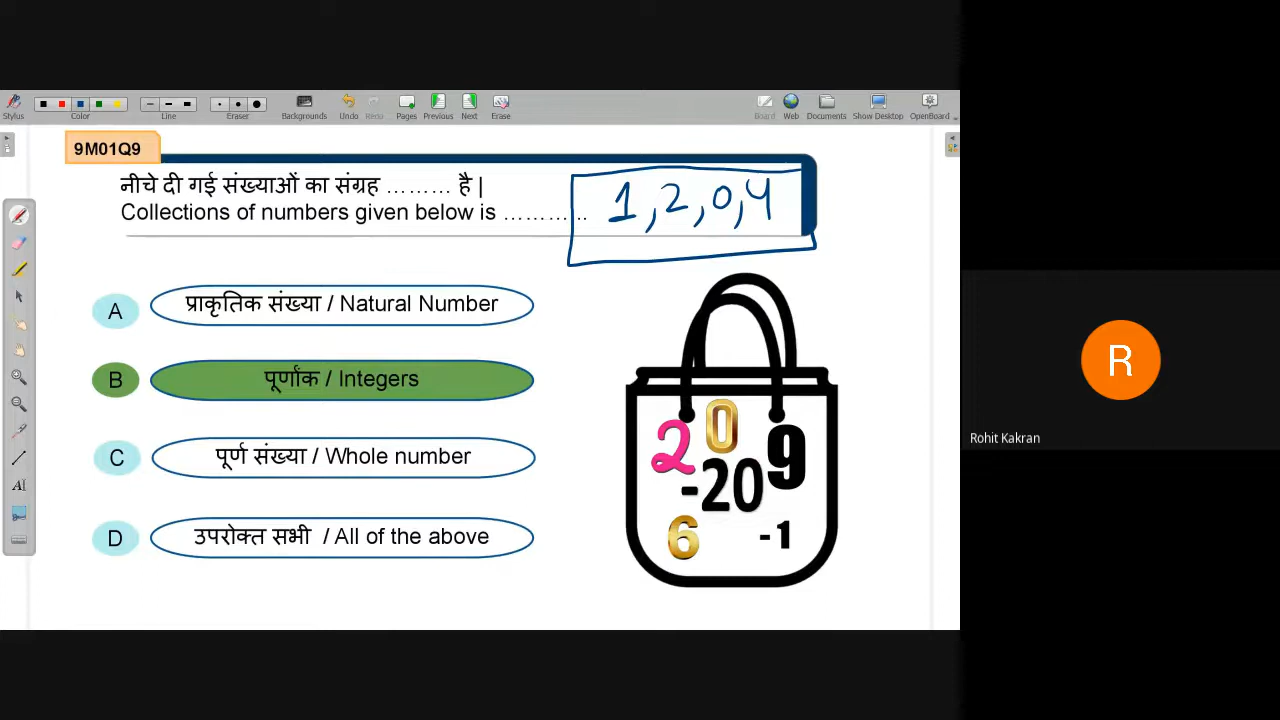 Stylus
Color
Line
Eraser
Backgrounds
Undo
Redo
Pages
Previous
Next
Erase
Board
Web
Documents
Show Desktop
OpenBoard
9M01Q9
नीचे दी गई संख्याओं का संग्रह ……… है |
Collections of numbers given below is ………..
1, 2, 0, 4
A
प्राकृतिक संख्या / Natural Number
B
पूर्णांक / Integers
C
पूर्ण संख्या / Whole number
D
उपरोक्त सभी / All of the above
2 0 9
-20
6 -1
R
Rohit Kakran